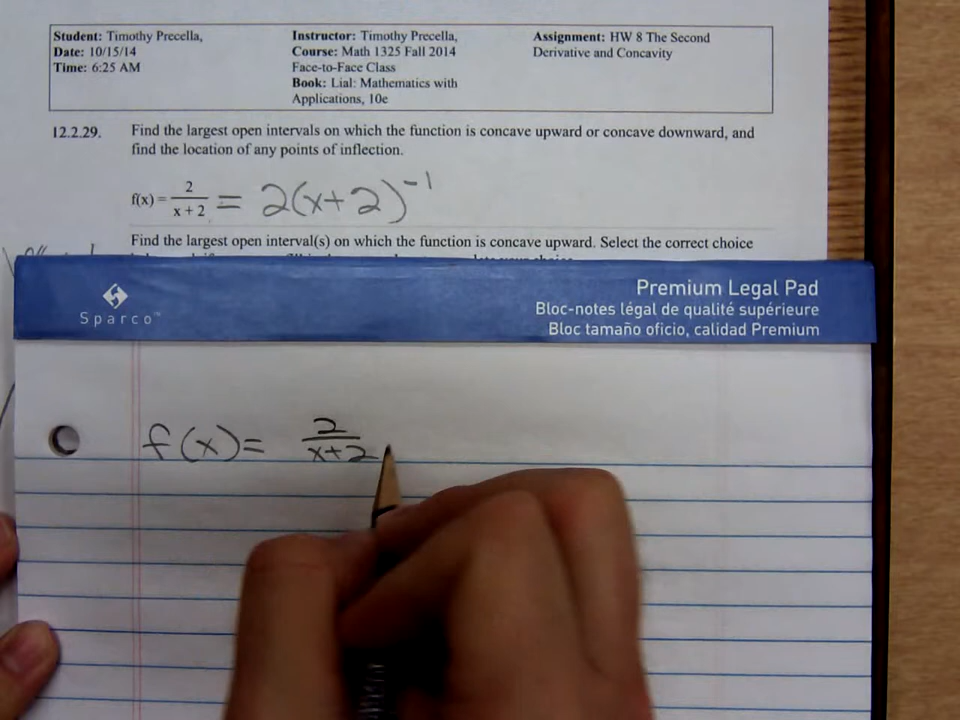 Student: Timothy Precella, Instructor: Timothy Precella, Assignment: HW 8 The Second
Date: 10/15/14 Course: Math 1325 Fall 2014 Derivative and Concavity
Time: 6:25 AM Face-to-Face Class
Book: Lial: Mathematics with
Applications, 10e
12.2.29. Find the largest open intervals on which the function is concave upward or concave downward, and
find the location of any points of inflection.
f(x) = 2/(x + 2) = 2(x+2)^-1
Find the largest open interval(s) on which the function is concave upward. Select the correct choice
Premium Legal Pad
Sparco™ Bloc-notes légal de qualité supérieure
Bloc tamaño oficio, calidad Premium
f(x) = 2/(x+2)